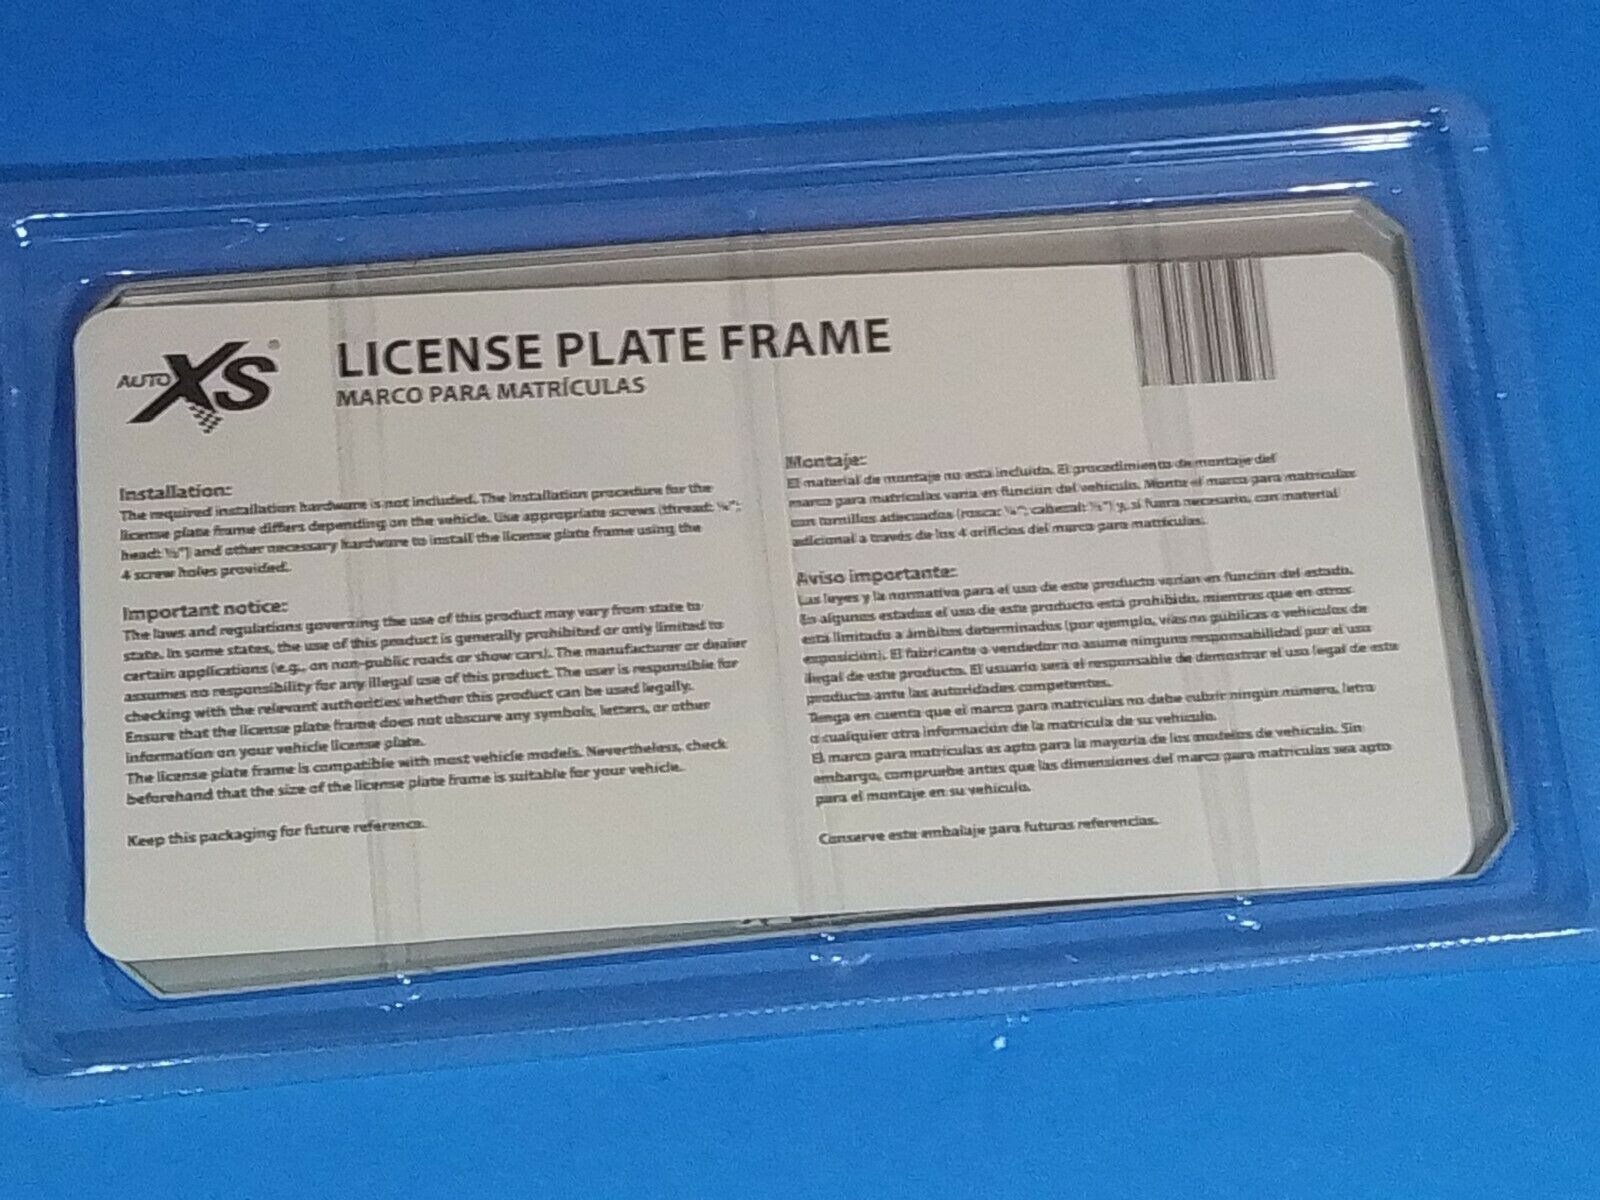 AUTO XS®
LICENSE PLATE FRAME
MARCO PARA MATRÍCULAS
Installation:
The required installation hardware is not included. The installation procedure for the
license plate frame differs depending on the vehicle. Use appropriate screws (thread: ¼";
head: ½") and other necessary hardware to install the license plate frame using the
4 screw holes provided.
Important notice:
The laws and regulations governing the use of this product may vary from state to
state. In some states, the use of this product is generally prohibited or only limited to
certain applications (e.g., on non-public roads or show cars). The manufacturer or dealer
assumes no responsibility for any illegal use of this product. The user is responsible for
checking with the relevant authorities whether this product can be used legally.
Ensure that the license plate frame does not obscure any symbols, letters, or other
information on your vehicle license plate.
The license plate frame is compatible with most vehicle models. Nevertheless, check
beforehand that the size of the license plate frame is suitable for your vehicle.
Keep this packaging for future reference.
Montaje:
El material de montaje no está incluido. El procedimiento de montaje del
marco para matrículas varía en función del vehículo. Monte el marco para matrículas
con tornillos adecuados (rosca: ¼"; cabezal: ½") y, si fuera necesario, con material
adicional a través de los 4 orificios del marco para matrículas.
Aviso importante:
Las leyes y la normativa para el uso de este producto varían en función del estado.
En algunos estados el uso de este producto está prohibido, mientras que en otros
está limitado a ámbitos determinados (por ejemplo, vías no públicas o vehículos de
exposición). El fabricante o vendedor no asume ninguna responsabilidad por el uso
ilegal de este producto. El usuario será el responsable de demostrar el uso legal de este
producto ante las autoridades competentes.
Tenga en cuenta que el marco para matrículas no debe cubrir ningún número, letra
o cualquier otra información de la matrícula de su vehículo.
El marco para matrículas es apto para la mayoría de los modelos de vehículo. Sin
embargo, compruebe antes que las dimensiones del marco para matrículas sea apto
para el montaje en su vehículo.
Conserve este embalaje para futuras referencias.